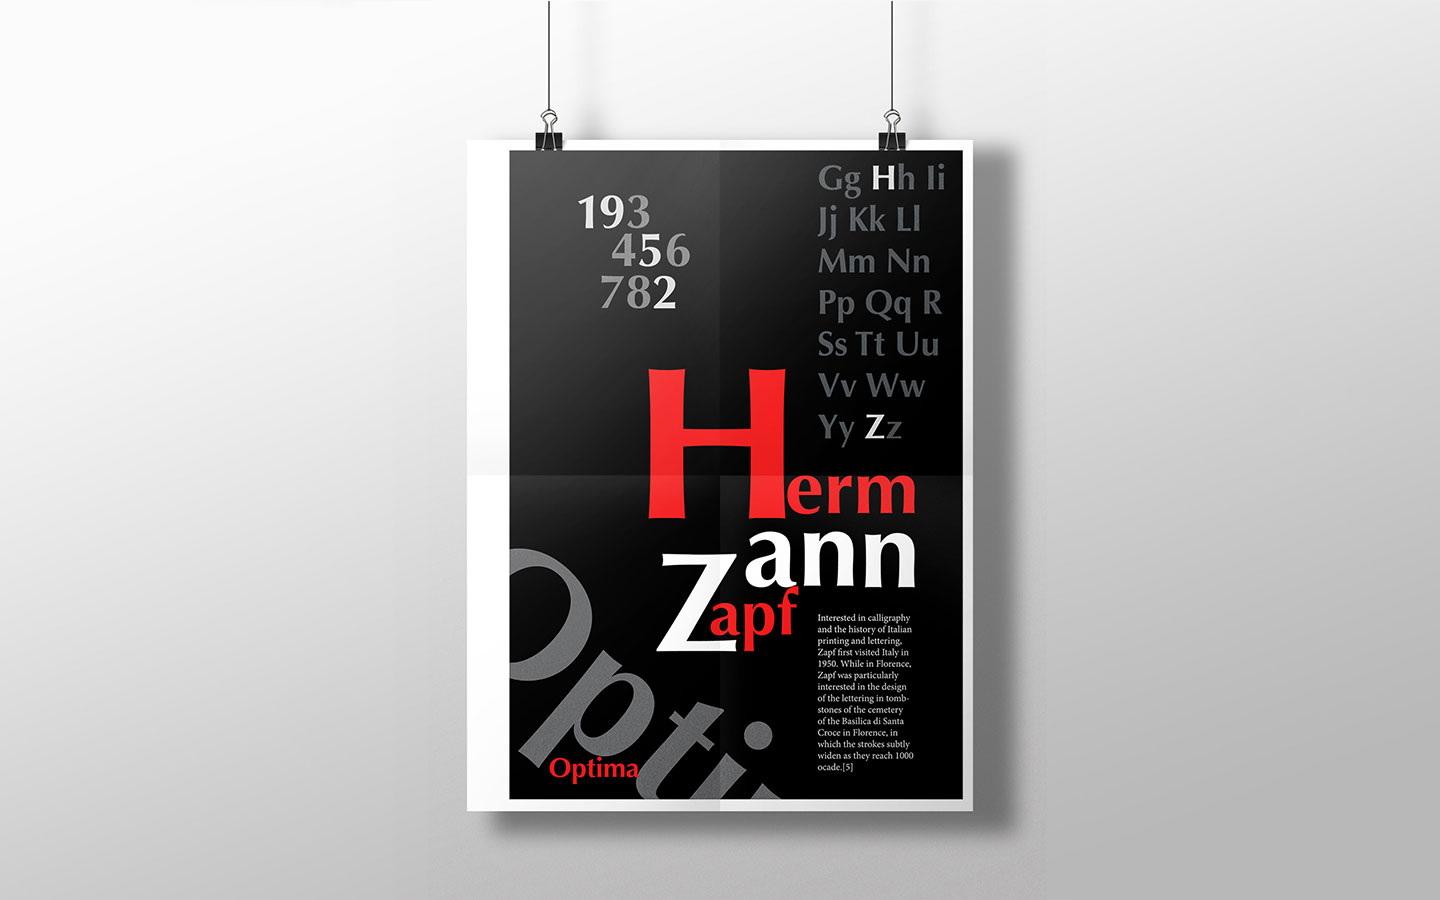 193
456
782
Gg Hh Ii
Jj Kk Ll
Mm Nn
Pp Qq R
Ss Tt Uu
Vv Ww
Yy Zz
Herm
ann
Zapf
Interested in calligraphy
and the history of Italian
printing and lettering,
Zapf first visited Italy in
1950. While in Florence,
Zapf was particularly
interested in the design
of the lettering in tomb-
stones of the cemetery
of the Basilica di Santa
Croce in Florence, in
which the strokes subtly
widen as they reach 1000
ocade.[5]
Opti
Optima